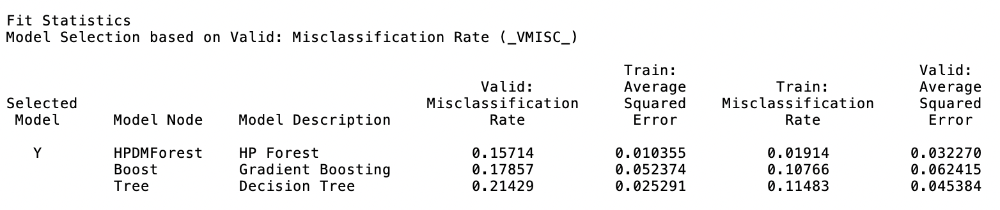 Fit Statistics
Model Selection based on Valid: Misclassification Rate (_VMISC_)
Train: Valid:
Valid: Average Train: Average
Selected Misclassification Squared Misclassification Squared
Model Model Node Model Description Rate Error Rate Error
Y HPDMForest HP Forest 0.15714 0.010355 0.01914 0.032270
Boost Gradient Boosting 0.17857 0.052374 0.10766 0.062415
Tree Decision Tree 0.21429 0.025291 0.11483 0.045384